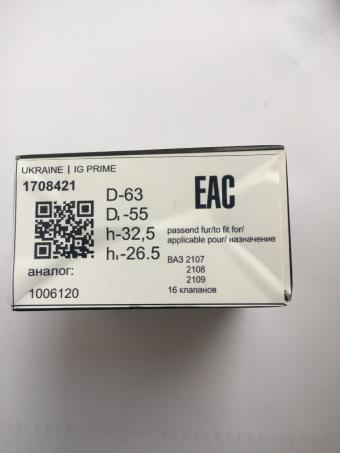 UKRAINE | IG PRIME
1708421
D-63
D₁-55
h-32,5
h₁-26.5
аналог:
1006120
EAC
passend fur/to fit for/
applicable pour/ назначение
ВАЗ 2107
2108
2109
16 клапанов